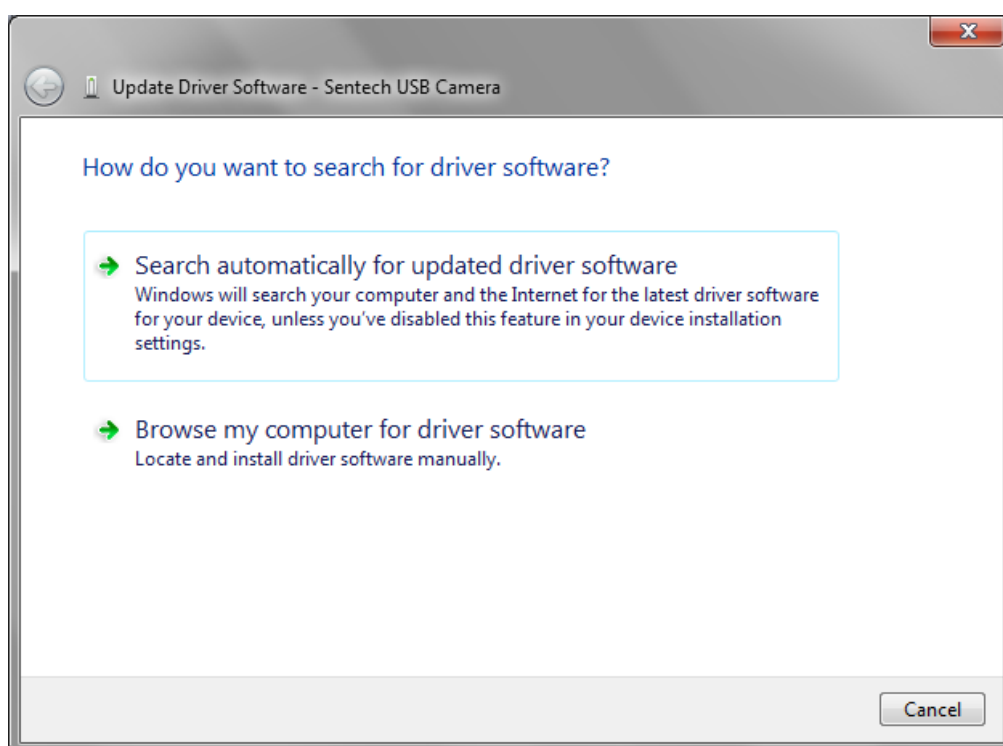 Update Driver Software - Sentech USB Camera
How do you want to search for driver software?
Search automatically for updated driver software
Windows will search your computer and the Internet for the latest driver software
for your device, unless you've disabled this feature in your device installation
settings.
Browse my computer for driver software
Locate and install driver software manually.
Cancel